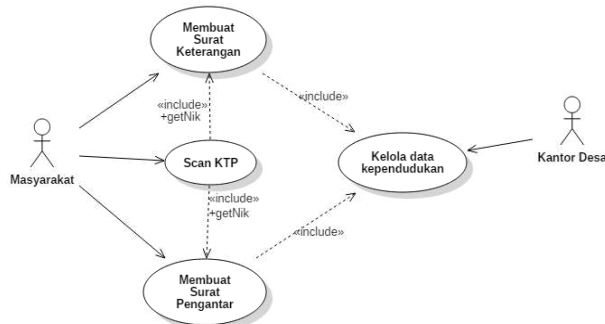 Membuat
Surat
Keterangan
«include»
+getNik
«include»
Masyarakat
Scan KTP
Kelola data
kependudukan
Kantor Desa
«include»
+getNik
«include»
Membuat
Surat
Pengantar